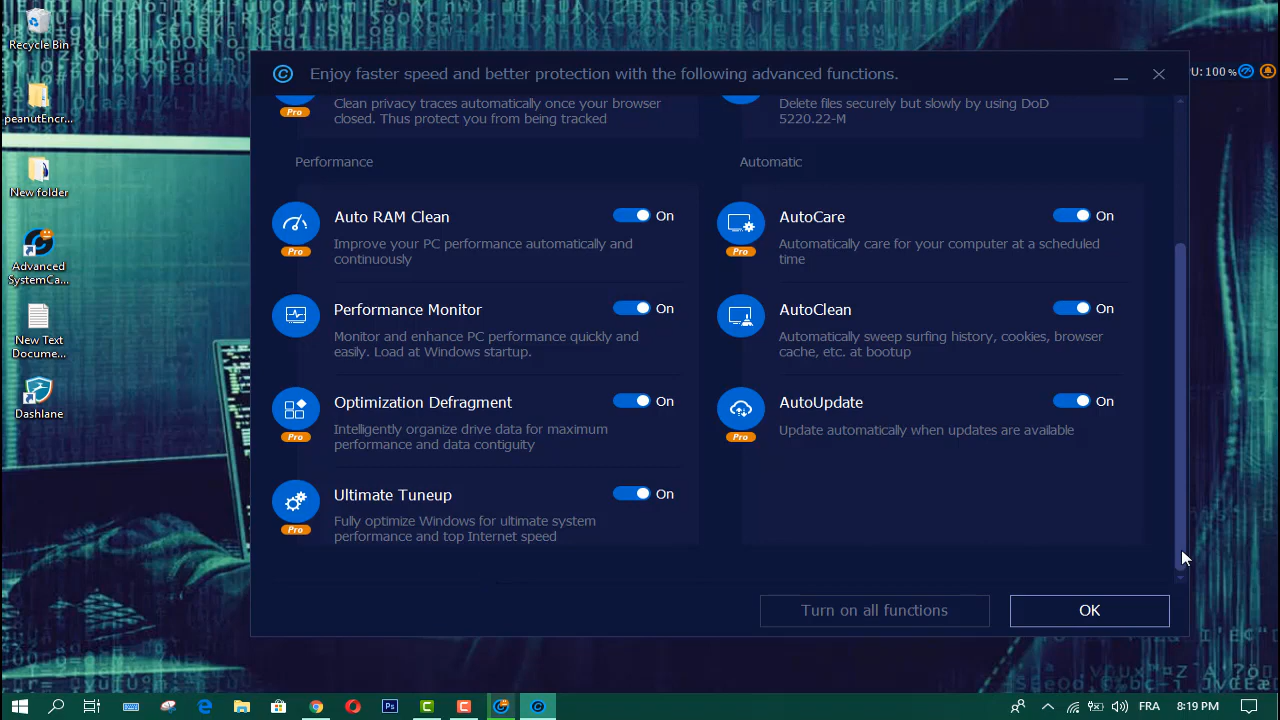 Recycle Bin
peanutEncr...
New folder
Advanced
SystemCa...
New Text
Docume...
Dashlane
Enjoy faster speed and better protection with the following advanced functions.
U: 100 %
Pro
Clean privacy traces automatically once your browser
closed. Thus protect you from being tracked
Delete files securely but slowly by using DoD
5220.22-M
Performance
Auto RAM Clean
On
Pro
Improve your PC performance automatically and
continuously
Performance Monitor
On
Monitor and enhance PC performance quickly and
easily. Load at Windows startup.
Optimization Defragment
On
Pro
Intelligently organize drive data for maximum
performance and data contiguity
Ultimate Tuneup
On
Pro
Fully optimize Windows for ultimate system
performance and top Internet speed
Automatic
AutoCare
On
Pro
Automatically care for your computer at a scheduled
time
AutoClean
On
Automatically sweep surfing history, cookies, browser
cache, etc. at bootup
AutoUpdate
On
Pro
Update automatically when updates are available
Turn on all functions
OK
Ps
FRA
8:19 PM